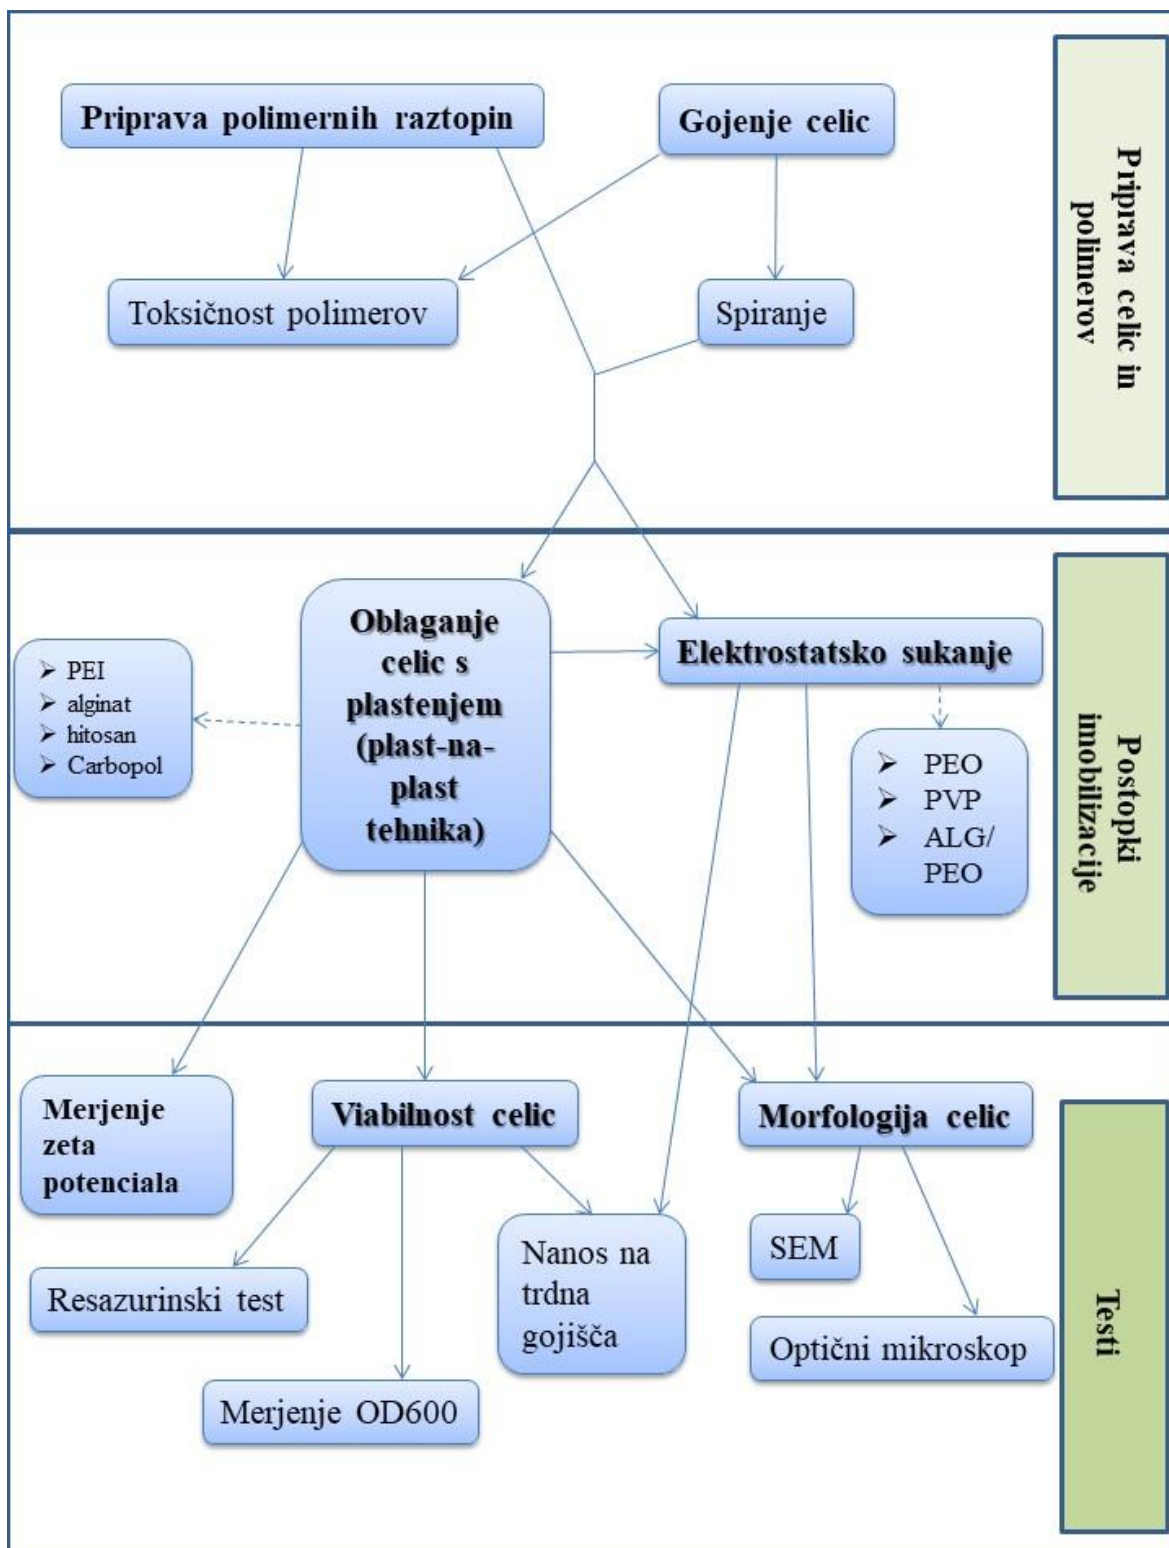 Priprava polimernih raztopin
Gojenje celic
Toksičnost polimerov
Spiranje
Priprava celic in
polimerov
Oblaganje
celic s
plastenjem
(plast-na-
plast
tehnika)
➢ PEI
➢ alginat
➢ hitosan
➢ Carbopol
Elektrostatsko sukanje
➢ PEO
➢ PVP
➢ ALG/
PEO
Postopki
imobilizacije
Merjenje
zeta
potenciala
Viabilnost celic
Morfologija celic
Resazurinski test
Merjenje OD600
Nanos na
trdna
gojišča
SEM
Optični mikroskop
Testi